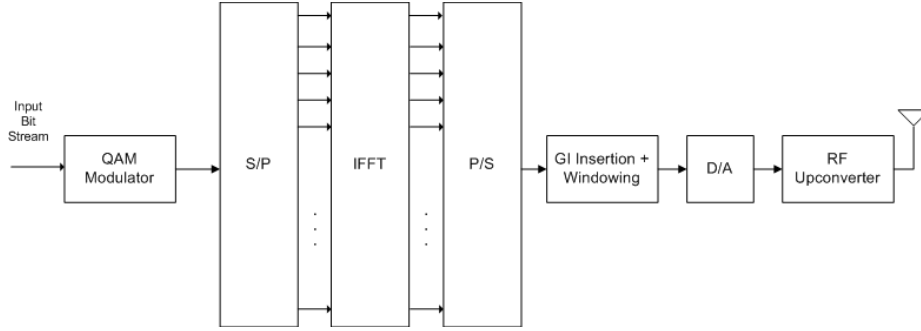 Input
Bit
Stream
QAM
Modulator
S/P
IFFT
P/S
GI Insertion +
Windowing
D/A
RF
Upconverter